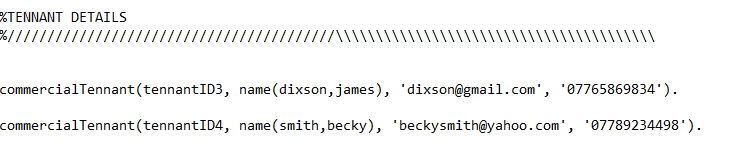 %TENNANT DETAILS
%/////////////////////////////////////////\\\\\\\\\\\\\\\\\\\\\\\\\\\\\\\\\\\\\\\\
commercialTennant(tennantID3, name(dixson,james), 'dixson@gmail.com', '07765869834').
commercialTennant(tennantID4, name(smith,becky), 'beckysmith@yahoo.com', '07789234498').